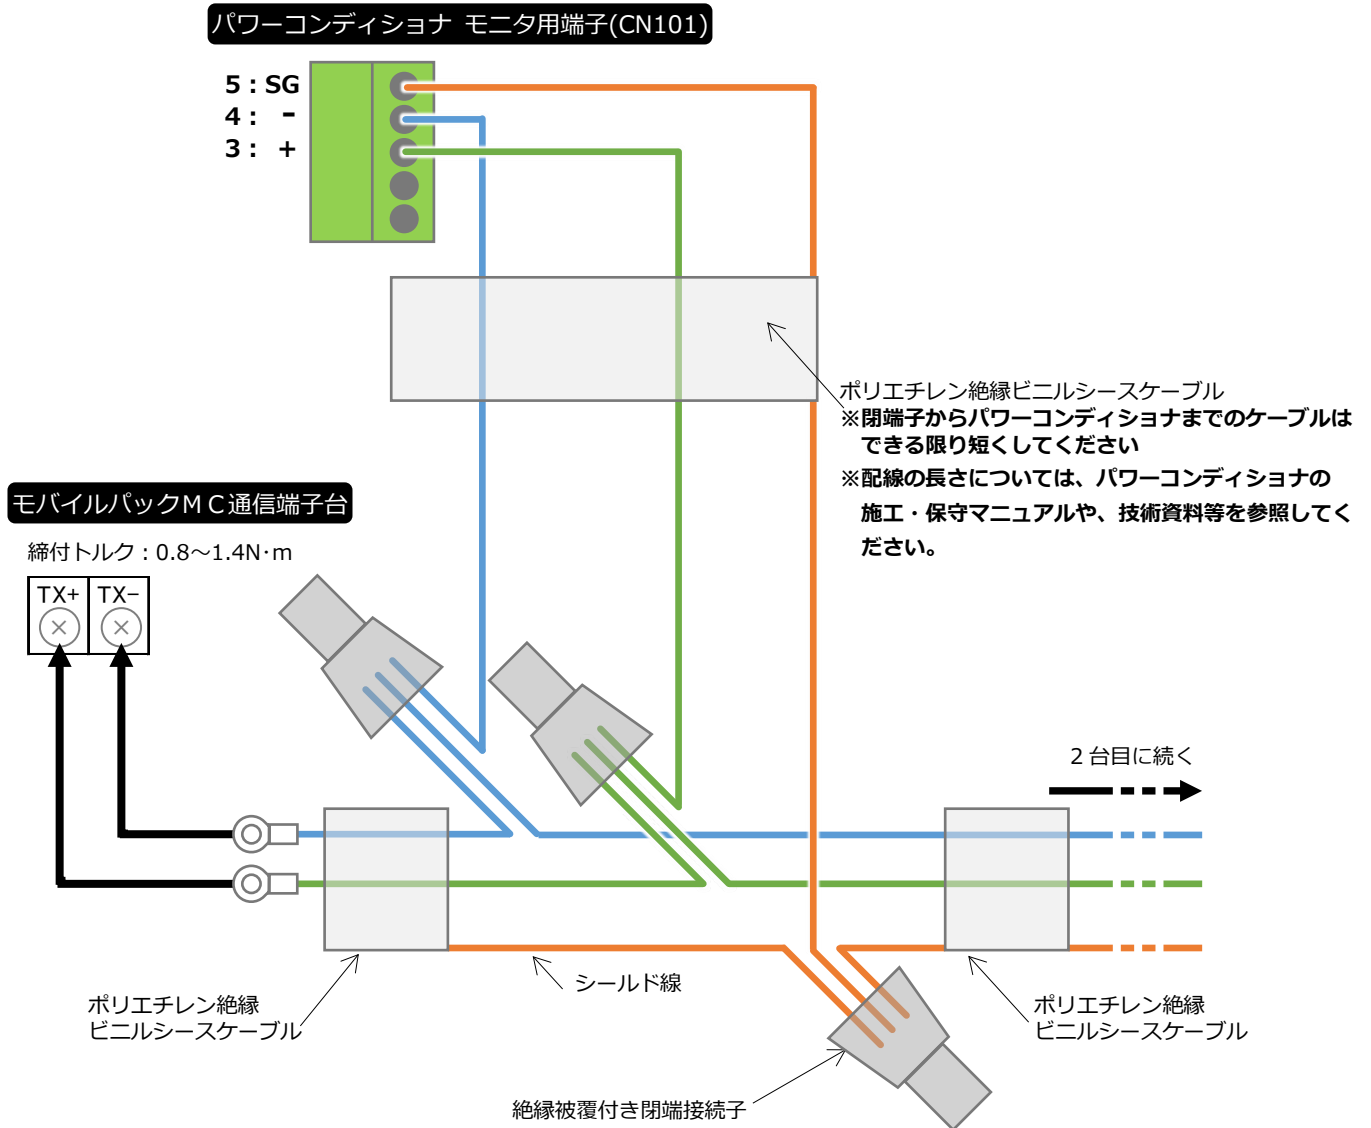 パワーコンディショナ モニタ用端子(CN101)
5：SG
4： -
3： +
ポリエチレン絶縁ビニルシースケーブル
※閉端子からパワーコンディショナまでのケーブルは
できる限り短くしてください
※配線の長さについては、パワーコンディショナの
施工・保守マニュアルや、技術資料等を参照してく
ださい。
モバイルパックＭＣ通信端子台
締付トルク：0.8～1.4N･m
TX+ TX-
2 台目に続く
シールド線
ポリエチレン絶縁
ビニルシースケーブル
ポリエチレン絶縁
ビニルシースケーブル
絶縁被覆付き閉端接続子